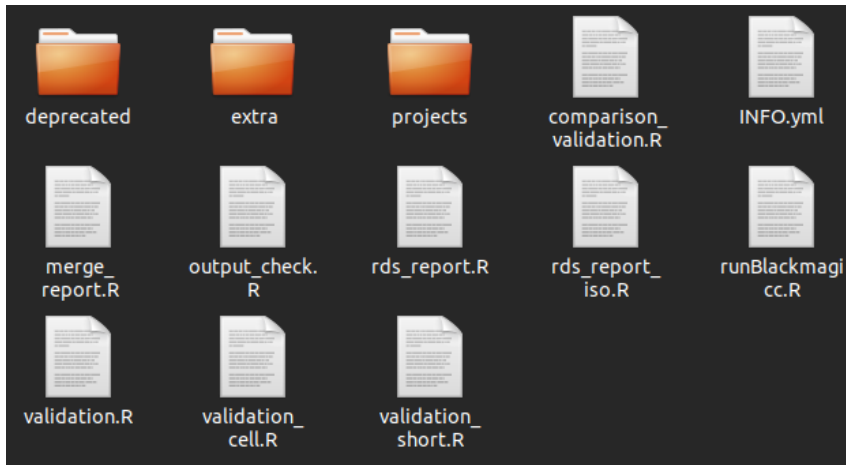 deprecated
extra
projects
comparison_
validation.R
INFO.yml
merge_
report.R
output_check.
R
rds_report.R
rds_report_
iso.R
runBlackmagi
cc.R
validation.R
validation_
cell.R
validation_
short.R